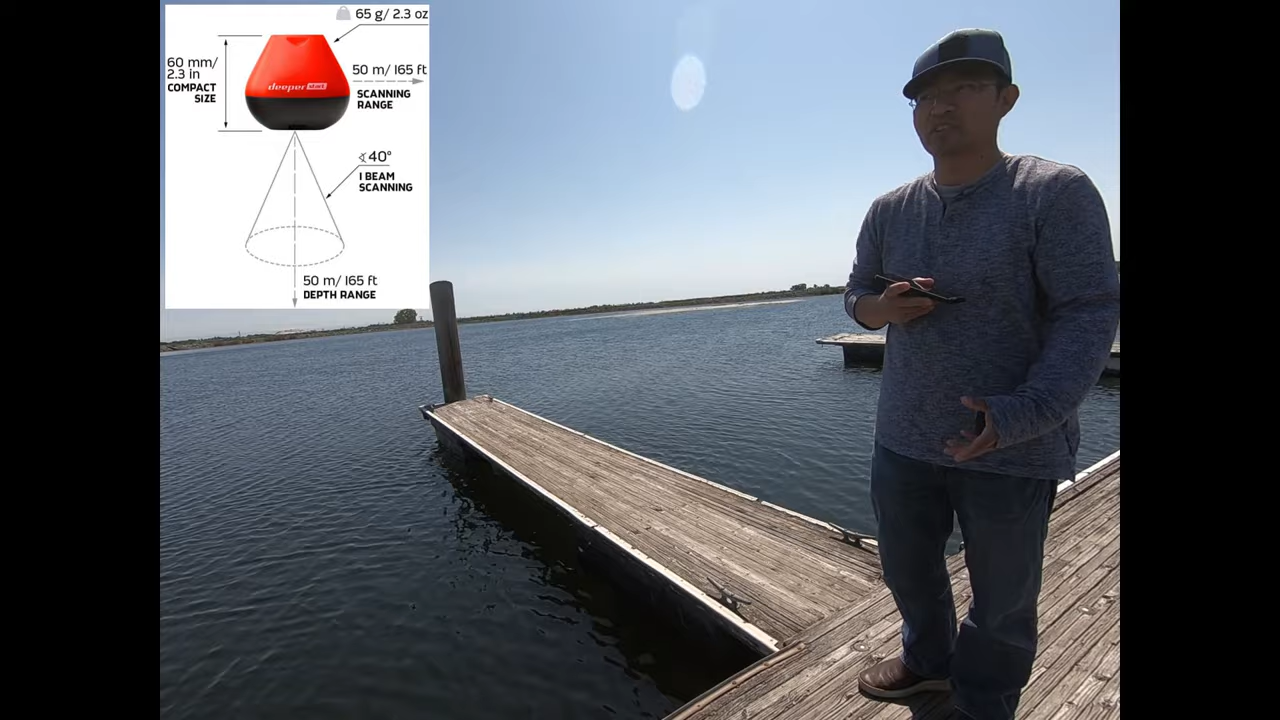 65 g/ 2.3 oz
60 mm/
2.3 in
COMPACT
SIZE
50 m/ 165 ft
SCANNING
RANGE
deeper start
40°
1 BEAM
SCANNING
50 m/ 165 ft
DEPTH RANGE